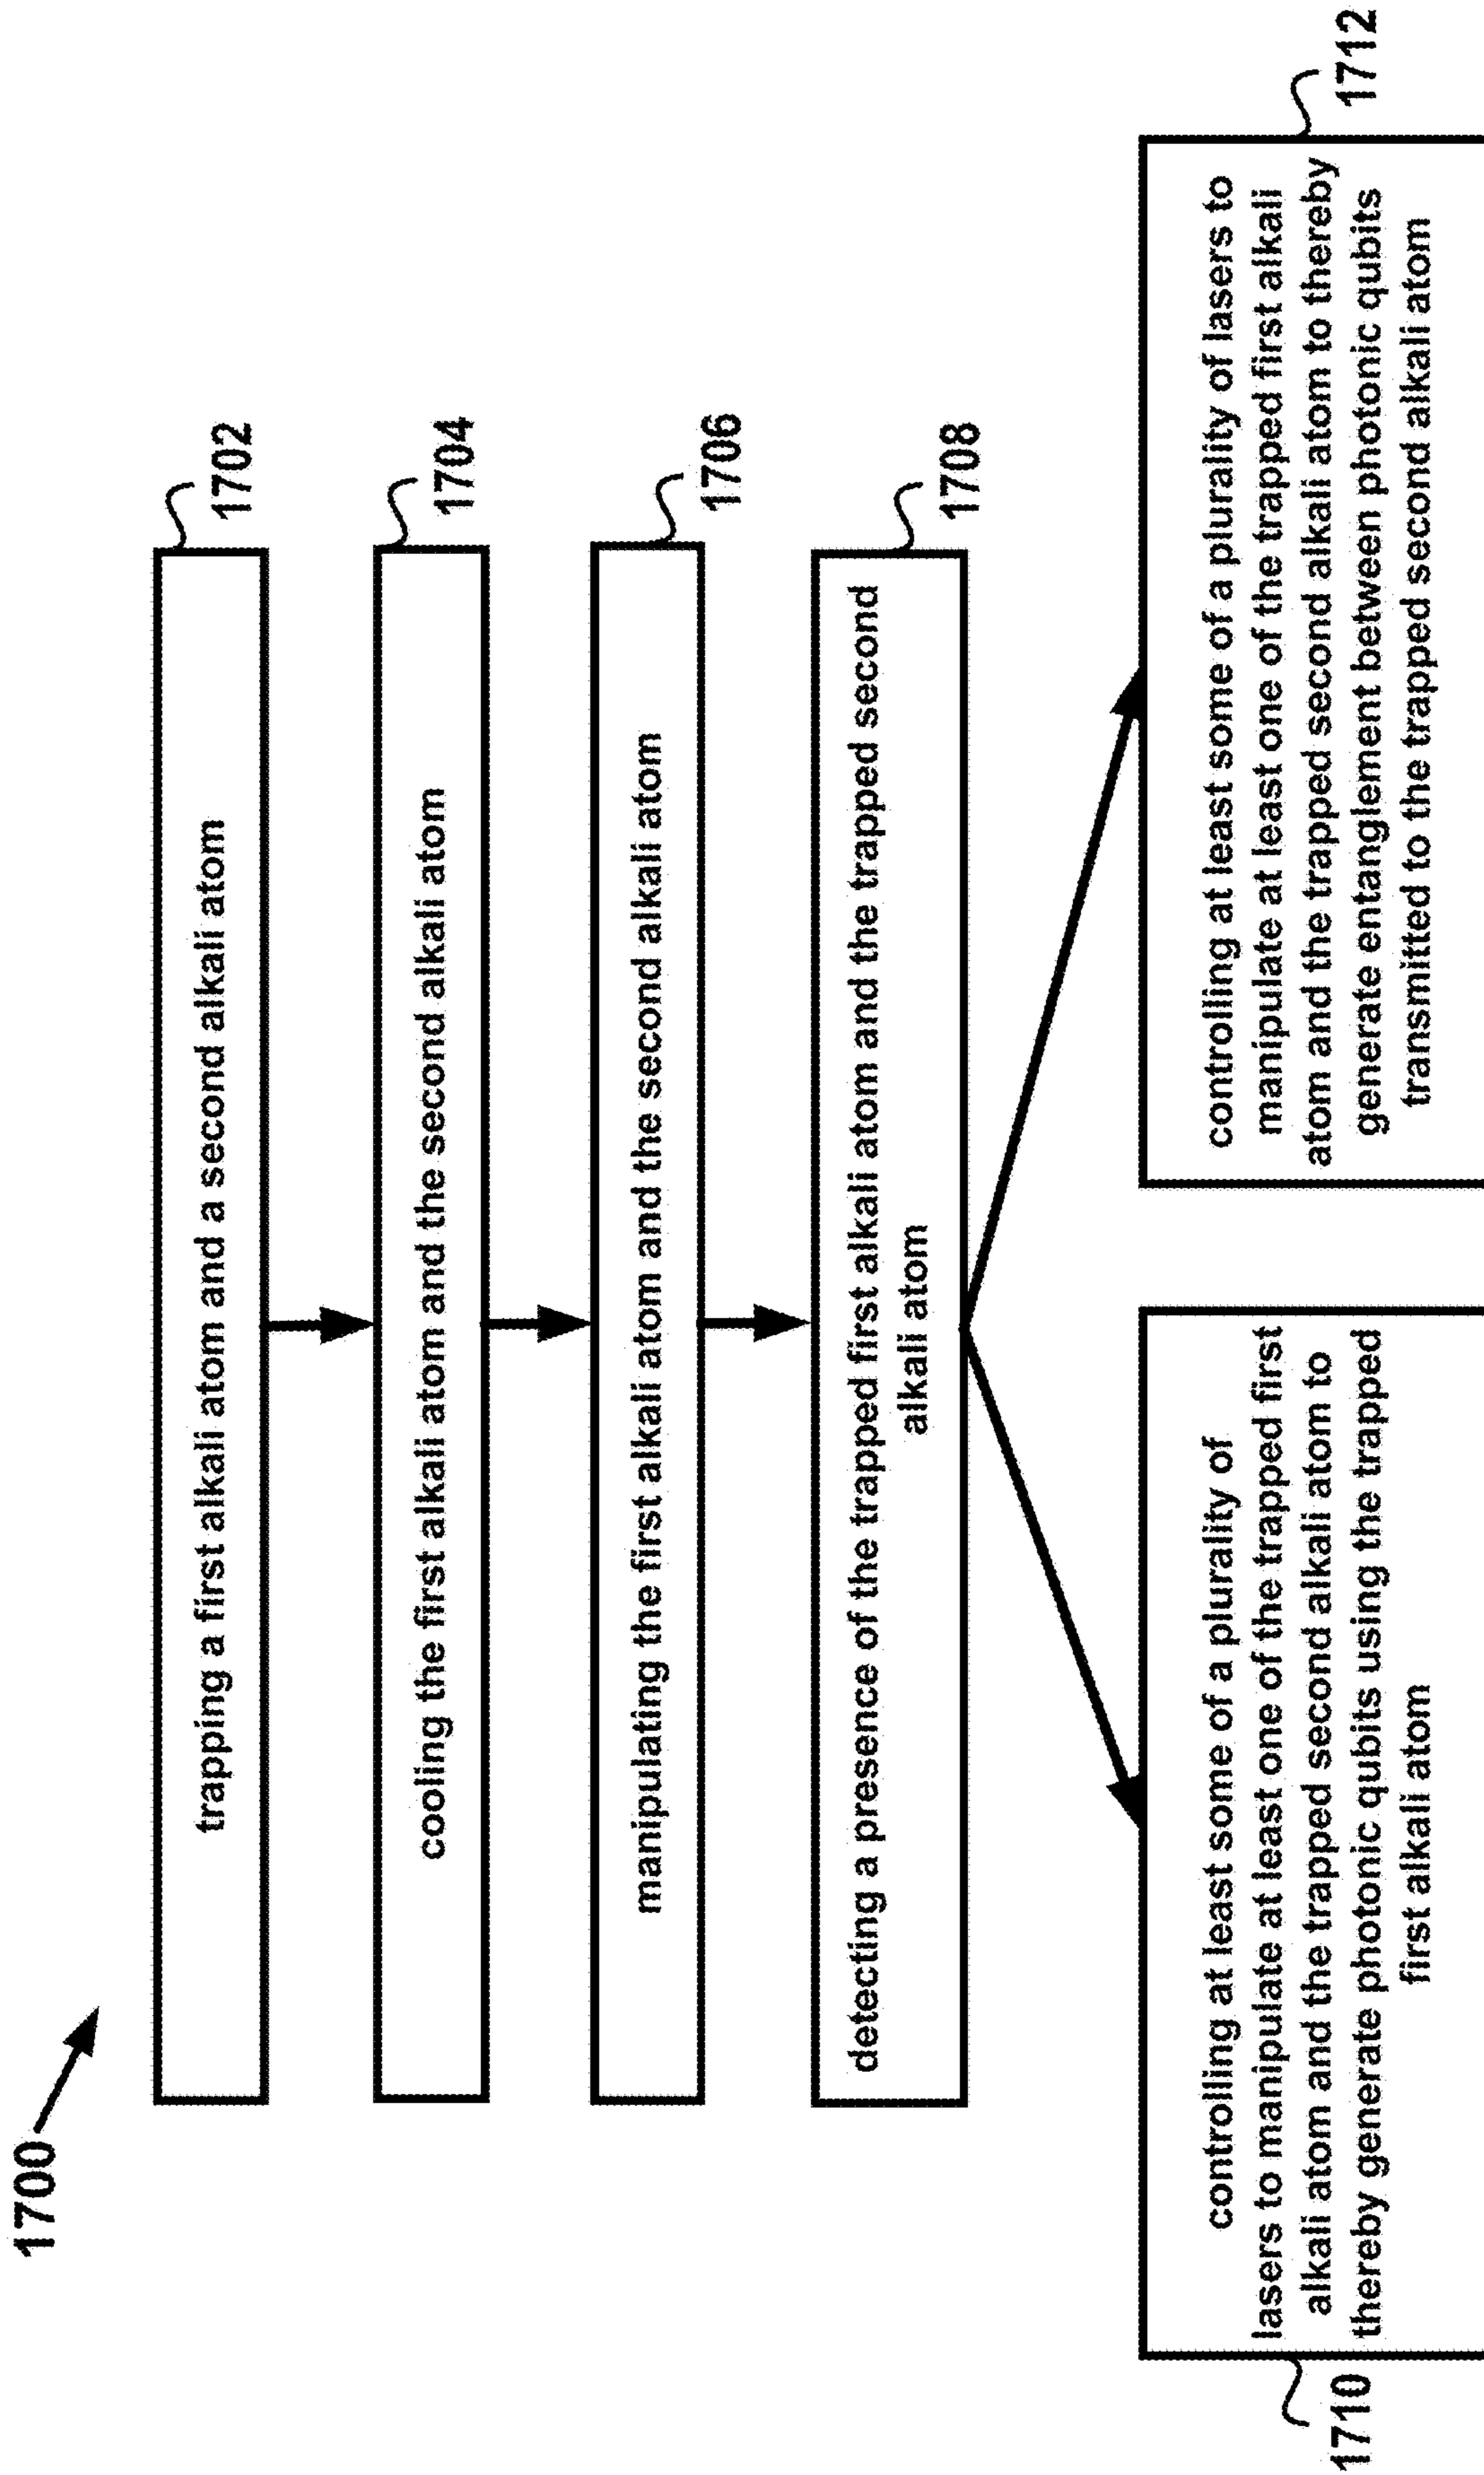 1700
trapping a first alkali atom and a second alkali atom
1702
cooling the first alkali atom and the second alkali atom
1704
manipulating the first alkali atom and the second alkali atom
1706
detecting a presence of the trapped first alkali atom and the trapped second
alkali atom
1708
controlling at least some of a plurality of
lasers to manipulate at least one of the trapped first
alkali atom and the trapped second alkali atom to
thereby generate photonic qubits using the trapped
first alkali atom
1710
controlling at least some of a plurality of lasers to
manipulate at least one of the trapped first alkali
atom and the trapped second alkali atom to thereby
generate entanglement between photonic qubits
transmitted to the trapped second alkali atom
1712